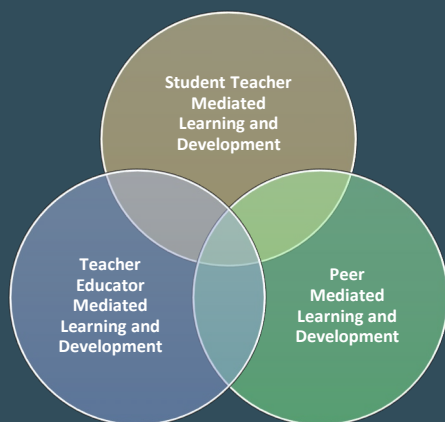 Student Teacher
Mediated
Learning and
Development
Teacher
Educator
Mediated
Learning and
Development
Peer
Mediated
Learning and
Development